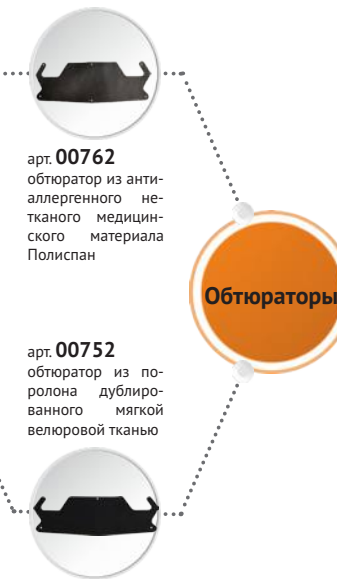 арт. 00762
обтюратор из анти-
аллергенного не-
тканого медицин-
ского материала
Полиспан
Обтюраторы
арт. 00752
обтюратор из по-
ролона дублиро-
ванного мягкой
велюровой тканью